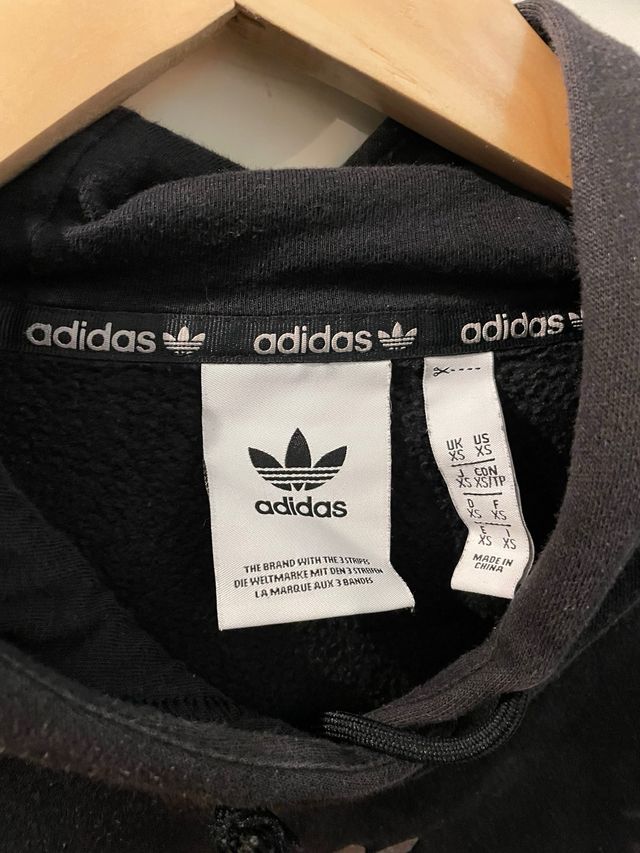 adidas adidas adidas
adidas
THE BRAND WITH THE 3 STRIPES
DIE WELTMARKE MIT DEN 3 STREIFEN
LA MARQUE AUX 3 BANDES
UK US
XS XS
J CDN
XS XS/TP
D F
XS XS
E I
XS XS
MADE IN
CHINA